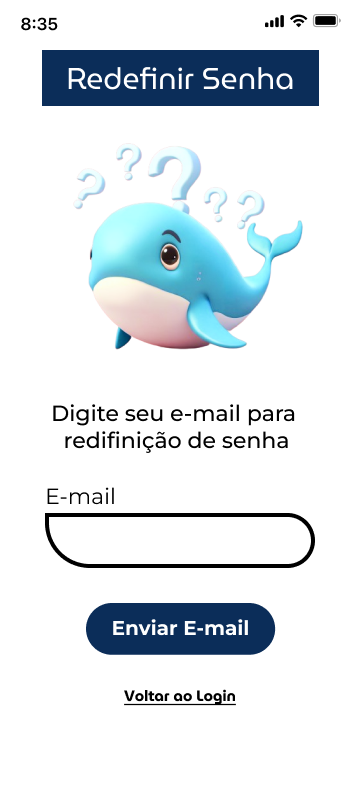 8:35
Redefinir Senha
? ? ? ? ?
Digite seu e-mail para
redifinição de senha
E-mail
Enviar E-mail
Voltar ao Login